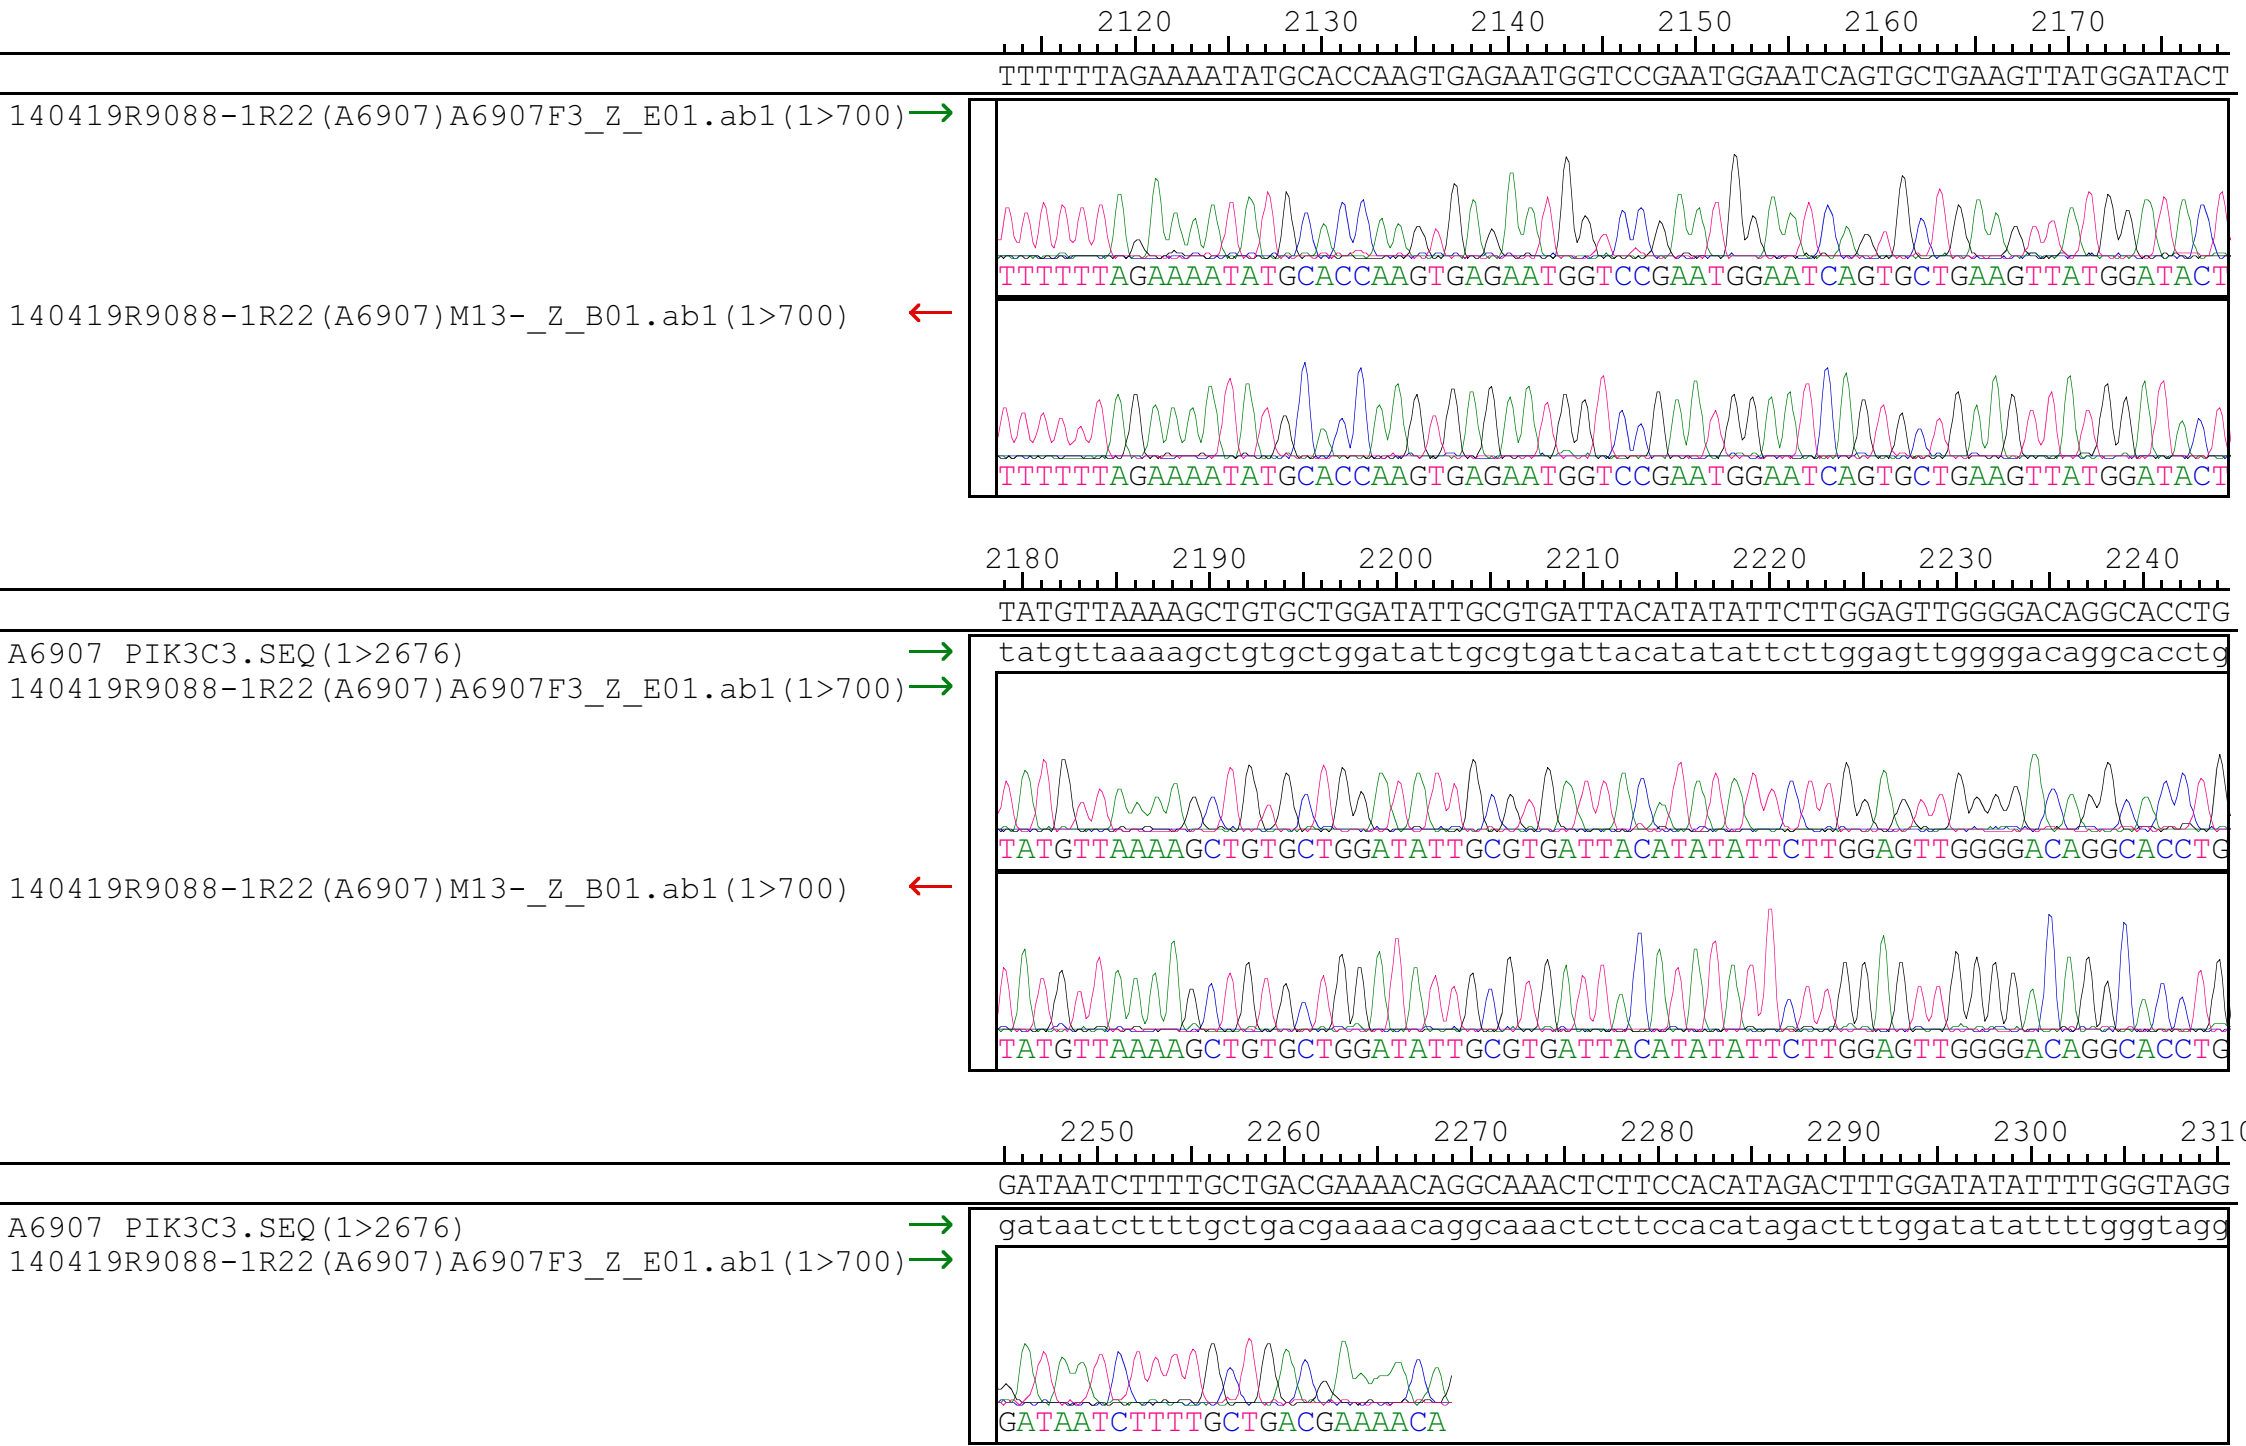 2120 2130 2140 2150 2160 2170
TTTTTTAGAAAATATGCACCAAGTGAGAATGGTCCGAATGGAATCAGTGCTGAAGTTATGGATACT
140419R9088-1R22(A6907)A6907F3_Z_E01.ab1(1>700)→
TTTTTTAGAAAATATGCACCAAGTGAGAATGGTCCGAATGGAATCAGTGCTGAAGTTATGGATACT
140419R9088-1R22(A6907)M13-_Z_B01.ab1(1>700) ←
TTTTTTAGAAAATATGCACCAAGTGAGAATGGTCCGAATGGAATCAGTGCTGAAGTTATGGATACT
2180 2190 2200 2210 2220 2230 2240
TATGTTAAAAGCTGTGCTGGATATTGCGTGATTACATATATTCTTGGAGTTGGGGACAGGCACCTG
A6907 PIK3C3.SEQ(1>2676) → tatgttaaaagctgtgctggatattgcgtgattacatatattcttggagttggggacaggcacctg
140419R9088-1R22(A6907)A6907F3_Z_E01.ab1(1>700)→
TATGTTAAAAGCTGTGCTGGATATTGCGTGATTACATATATTCTTGGAGTTGGGGACAGGCACCTG
140419R9088-1R22(A6907)M13-_Z_B01.ab1(1>700) ←
TATGTTAAAAGCTGTGCTGGATATTGCGTGATTACATATATTCTTGGAGTTGGGGACAGGCACCTG
2250 2260 2270 2280 2290 2300 2310
GATAATCTTTTGCTGACGAAAACAGGCAAACTCTTCCACATAGACTTTGGATATATTTTGGGTAGG
A6907 PIK3C3.SEQ(1>2676) → gataatcttttgctgacgaaaacaggcaaactcttccacatagactttggatatattttgggtagg
140419R9088-1R22(A6907)A6907F3_Z_E01.ab1(1>700)→
GATAATCTTTTGCTGACGAAAACA